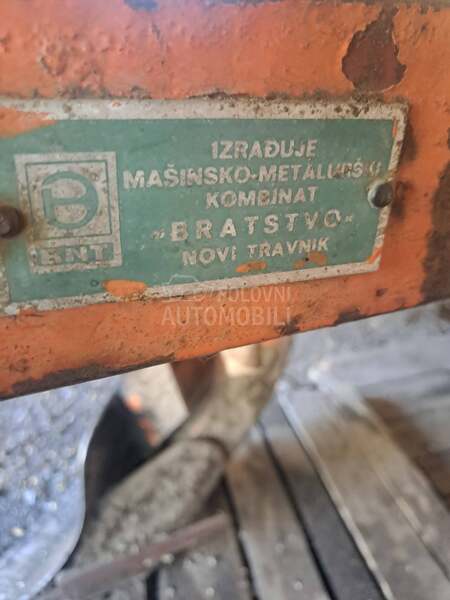 IZRAĐUJE
MAŠINSKO-METALURŠKI
KOMBINAT
"BRATSTVO"
NOVI TRAVNIK
B
BNT
POLOVNI
AUTOMOBILI